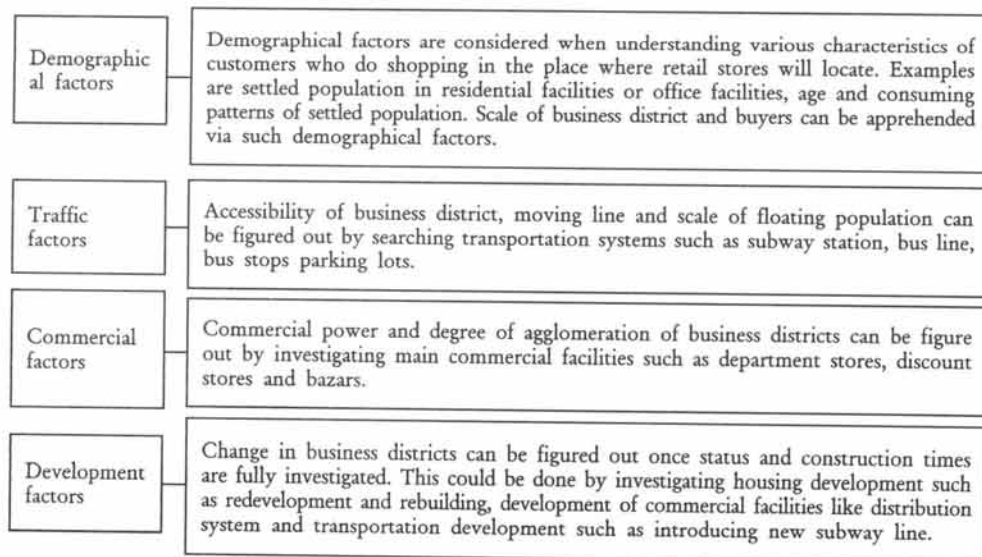 Demographic
al factors
Demographical factors are considered when understanding various characteristics of
customers who do shopping in the place where retail stores will locate. Examples
are settled population in residential facilities or office facilities, age and consuming
patterns of settled population. Scale of business district and buyers can be apprehended
via such demographical factors.
Traffic
factors
Accessibility of business district, moving line and scale of floating population can
be figured out by searching transportation systems such as subway station, bus line,
bus stops parking lots.
Commercial
factors
Commercial power and degree of agglomeration of business districts can be figure
out by investigating main commercial facilities such as department stores, discount
stores and bazars.
Development
factors
Change in business districts can be figured out once status and construction times
are fully investigated. This could be done by investigating housing development such
as redevelopment and rebuilding, development of commercial facilities like distribution
system and transportation development such as introducing new subway line.